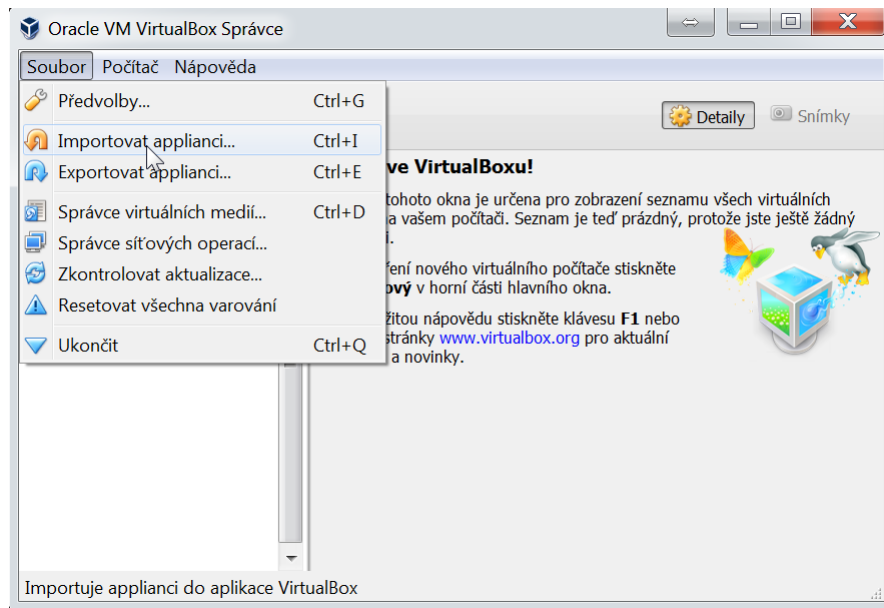 Oracle VM VirtualBox Správce
Soubor Počítač Nápověda
Předvolby... Ctrl+G
Importovat applianci... Ctrl+I
Exportovat applianci... Ctrl+E
Správce virtuálních medií... Ctrl+D
Správce síťových operací...
Zkontrolovat aktualizace...
Resetovat všechna varování
Ukončit Ctrl+Q
Detaily Snímky
ve VirtualBoxu!
tohoto okna je určena pro zobrazení seznamu všech virtuálních
a vašem počítači. Seznam je teď prázdný, protože jste ještě žádný
i.
ření nového virtuálního počítače stiskněte
ový v horní části hlavního okna.
žitou nápovědu stiskněte klávesu F1 nebo
stránky www.virtualbox.org pro aktuální
a novinky.
Importuje applianci do aplikace VirtualBox